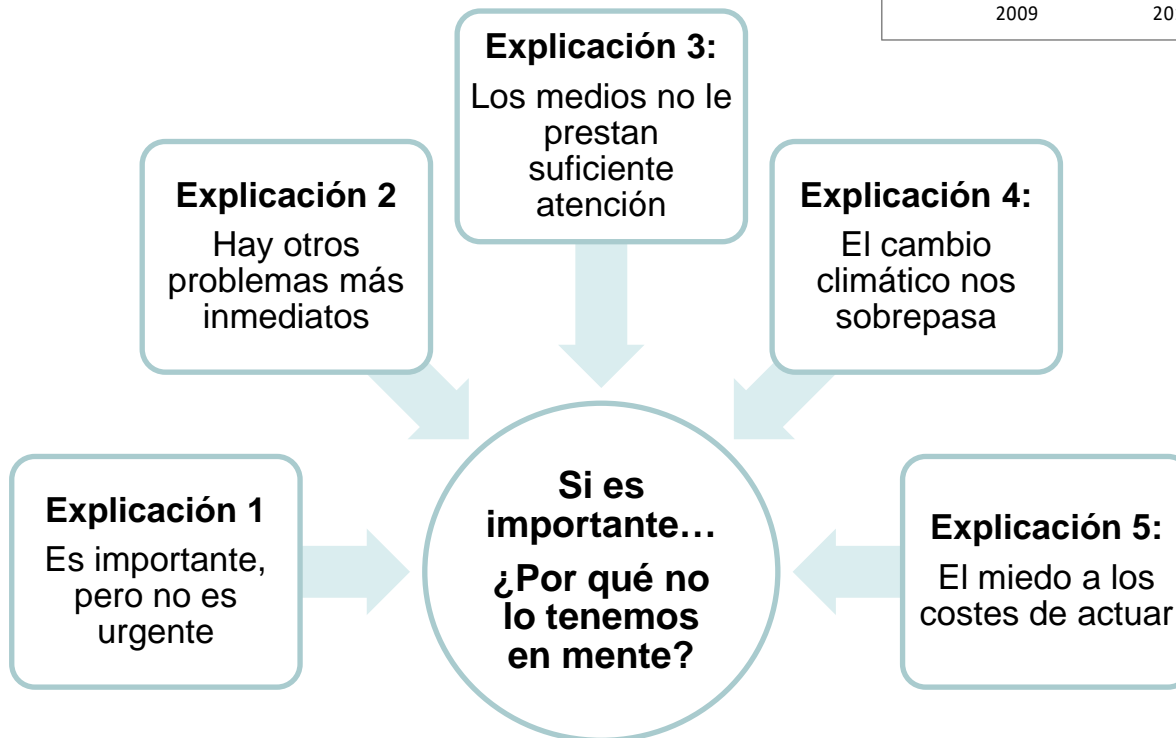 2009
20
Explicación 3:
Los medios no le
prestan
suficiente
atención
Explicación 2
Hay otros
problemas más
inmediatos
Explicación 4:
El cambio
climático nos
sobrepasa
Explicación 1
Es importante,
pero no es
urgente
Si es
importante…
¿Por qué no
lo tenemos
en mente?
Explicación 5:
El miedo a los
costes de actuar